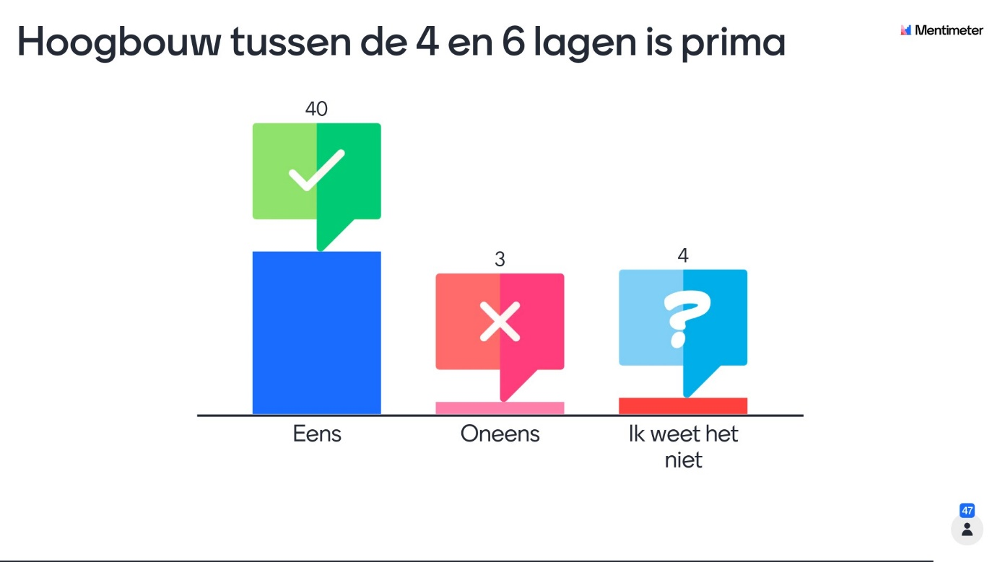 Hoogbouw tussen de 4 en 6 lagen is prima
Mentimeter
40
3
4
Eens
Oneens
Ik weet het
niet
47